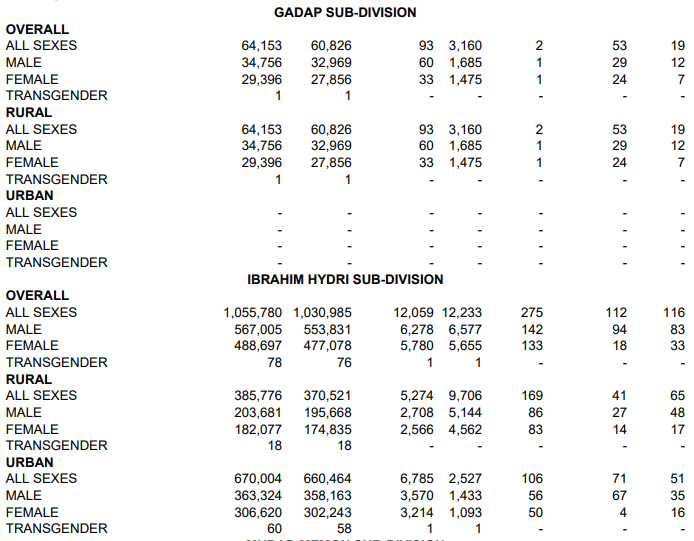 GADAP SUB-DIVISION
OVERALL
ALL SEXES 64,153 60,826 93 3,160 2 53 19
MALE 34,756 32,969 60 1,685 1 29 12
FEMALE 29,396 27,856 33 1,475 1 24 7
TRANSGENDER 1 1 - - - - -
RURAL
ALL SEXES 64,153 60,826 93 3,160 2 53 19
MALE 34,756 32,969 60 1,685 1 29 12
FEMALE 29,396 27,856 33 1,475 1 24 7
TRANSGENDER 1 1 - - - - -
URBAN
ALL SEXES - - - - - - -
MALE - - - - - - -
FEMALE - - - - - - -
TRANSGENDER - - - - - - -
IBRAHIM HYDRI SUB-DIVISION
OVERALL
ALL SEXES 1,055,780 1,030,985 12,059 12,233 275 112 116
MALE 567,005 553,831 6,278 6,577 142 94 83
FEMALE 488,697 477,078 5,780 5,655 133 18 33
TRANSGENDER 78 76 1 1 - - -
RURAL
ALL SEXES 385,776 370,521 5,274 9,706 169 41 65
MALE 203,681 195,668 2,708 5,144 86 27 48
FEMALE 182,077 174,835 2,566 4,562 83 14 17
TRANSGENDER 18 18 - - - - -
URBAN
ALL SEXES 670,004 660,464 6,785 2,527 106 71 51
MALE 363,324 358,163 3,570 1,433 56 67 35
FEMALE 306,620 302,243 3,214 1,093 50 4 16
TRANSGENDER 60 58 1 1 - - -